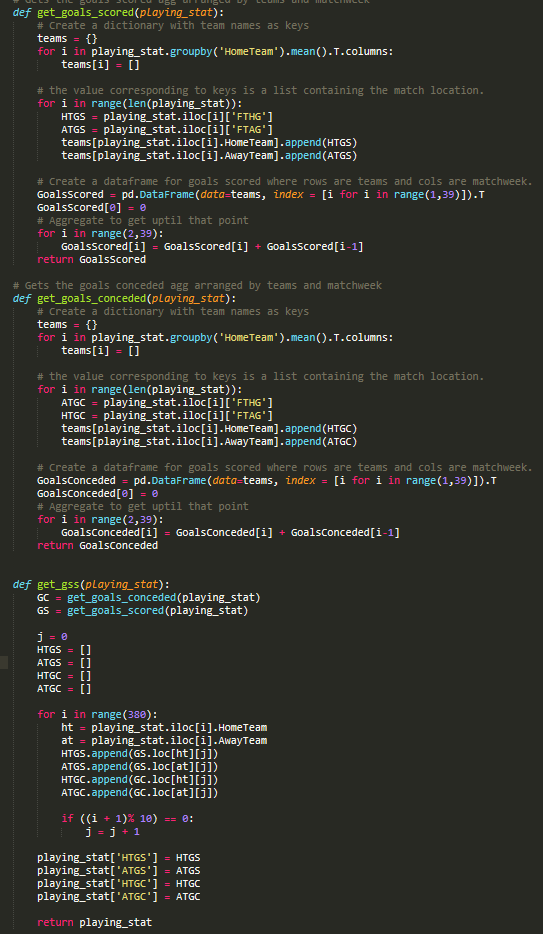 # Gets the goals scored agg arranged by teams and matchweek
def get_goals_scored(playing_stat):
    # Create a dictionary with team names as keys
    teams = {}
    for i in playing_stat.groupby('HomeTeam').mean().T.columns:
        teams[i] = []

    # the value corresponding to keys is a list containing the match location.
    for i in range(len(playing_stat)):
        HTGS = playing_stat.iloc[i]['FTHG']
        ATGS = playing_stat.iloc[i]['FTAG']
        teams[playing_stat.iloc[i].HomeTeam].append(HTGS)
        teams[playing_stat.iloc[i].AwayTeam].append(ATGS)

    # Create a dataframe for goals scored where rows are teams and cols are matchweek.
    GoalsScored = pd.DataFrame(data=teams, index = [i for i in range(1,39)]).T
    GoalsScored[0] = 0
    # Aggregate to get uptil that point
    for i in range(2,39):
        GoalsScored[i] = GoalsScored[i] + GoalsScored[i-1]
    return GoalsScored

# Gets the goals conceded agg arranged by teams and matchweek
def get_goals_conceded(playing_stat):
    # Create a dictionary with team names as keys
    teams = {}
    for i in playing_stat.groupby('HomeTeam').mean().T.columns:
        teams[i] = []

    # the value corresponding to keys is a list containing the match location.
    for i in range(len(playing_stat)):
        ATGC = playing_stat.iloc[i]['FTHG']
        HTGC = playing_stat.iloc[i]['FTAG']
        teams[playing_stat.iloc[i].HomeTeam].append(HTGC)
        teams[playing_stat.iloc[i].AwayTeam].append(ATGC)

    # Create a dataframe for goals scored where rows are teams and cols are matchweek.
    GoalsConceded = pd.DataFrame(data=teams, index = [i for i in range(1,39)]).T
    GoalsConceded[0] = 0
    # Aggregate to get uptil that point
    for i in range(2,39):
        GoalsConceded[i] = GoalsConceded[i] + GoalsConceded[i-1]
    return GoalsConceded

def get_gss(playing_stat):
    GC = get_goals_conceded(playing_stat)
    GS = get_goals_scored(playing_stat)

    j = 0
    HTGS = []
    ATGS = []
    HTGC = []
    ATGC = []

    for i in range(380):
        ht = playing_stat.iloc[i].HomeTeam
        at = playing_stat.iloc[i].AwayTeam
        HTGS.append(GS.loc[ht][j])
        ATGS.append(GS.loc[at][j])
        HTGC.append(GC.loc[ht][j])
        ATGC.append(GC.loc[at][j])

        if ((i + 1)% 10) == 0:
            j = j + 1

    playing_stat['HTGS'] = HTGS
    playing_stat['ATGS'] = ATGS
    playing_stat['HTGC'] = HTGC
    playing_stat['ATGC'] = ATGC

    return playing_stat